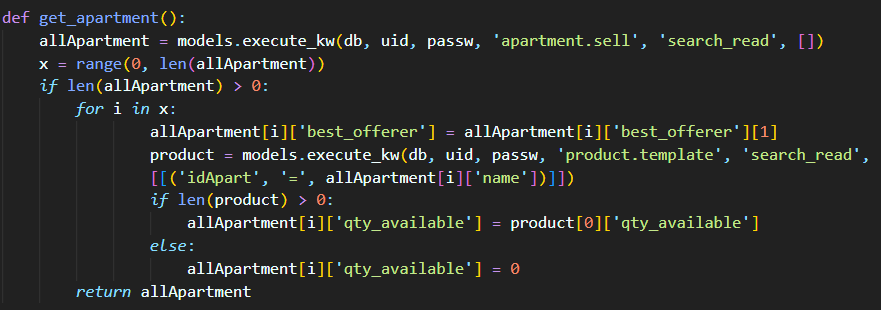 def get_apartment():
    allApartment = models.execute_kw(db, uid, passw, 'apartment.sell', 'search_read', [])
    x = range(0, len(allApartment))
    if len(allApartment) > 0:
        for i in x:
                allApartment[i]['best_offerer'] = allApartment[i]['best_offerer'][1]
                product = models.execute_kw(db, uid, passw, 'product.template', 'search_read',
                [[('idApart', '=', allApartment[i]['name'])]])
                if len(product) > 0:
                    allApartment[i]['qty_available'] = product[0]['qty_available']
                else:
                    allApartment[i]['qty_available'] = 0
        return allApartment